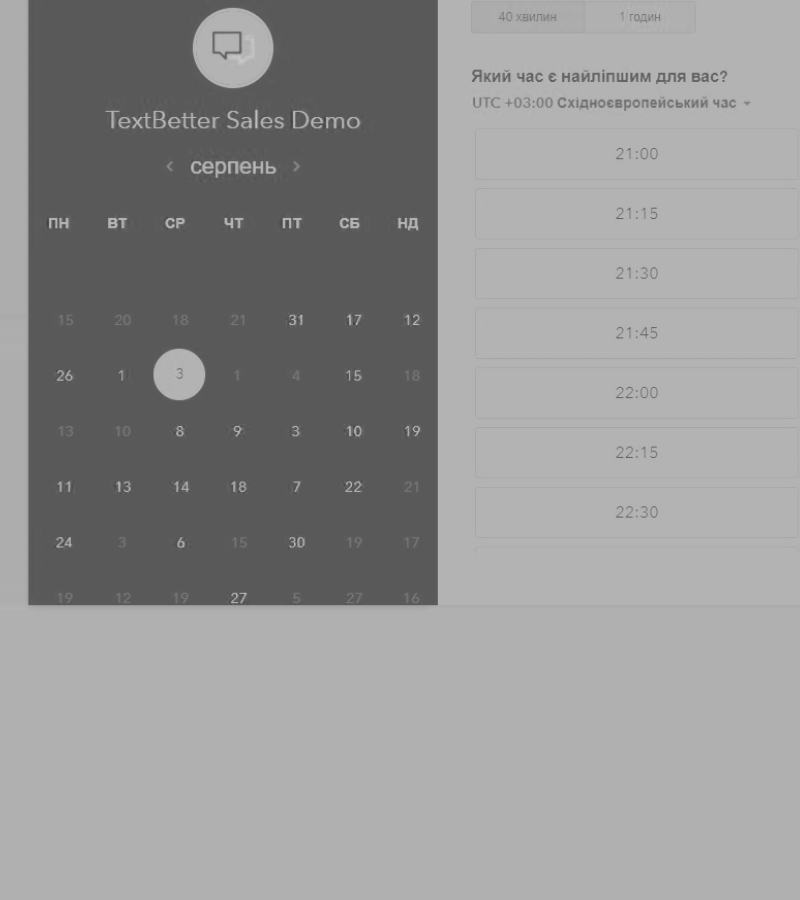 TextBetter Sales Demo
серпень
ПН ВТ СР ЧТ ПТ СБ НД
15 20 18 21 31 17 12
26 1 3 1 4 15 18
13 10 8 9 3 10 19
11 13 14 18 7 22 21
24 3 6 15 30 19 17
19 12 19 27 5 27 16
40 хвилин 1 годин
Який час є найліпшим для вас?
UTC +03:00 Східноєвропейський час
21:00
21:15
21:30
21:45
22:00
22:15
22:30